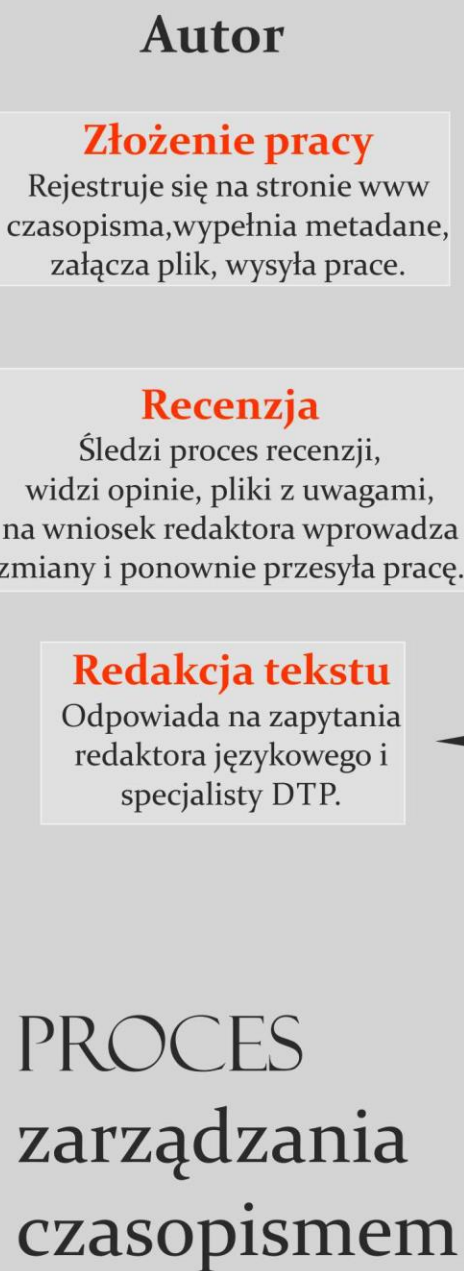 Autor
Złożenie pracy
Rejestruje się na stronie www
czasopisma,wypełnia metadane,
załącza plik, wysyła prace.
Recenzja
Śledzi proces recenzji,
widzi opinie, pliki z uwagami,
na wniosek redaktora wprowadza
zmiany i ponownie przesyła pracę.
Redakcja tekstu
Odpowiada na zapytania
redaktora językowego i
specjalisty DTP.
PROCES
zarządzania
czasopismem